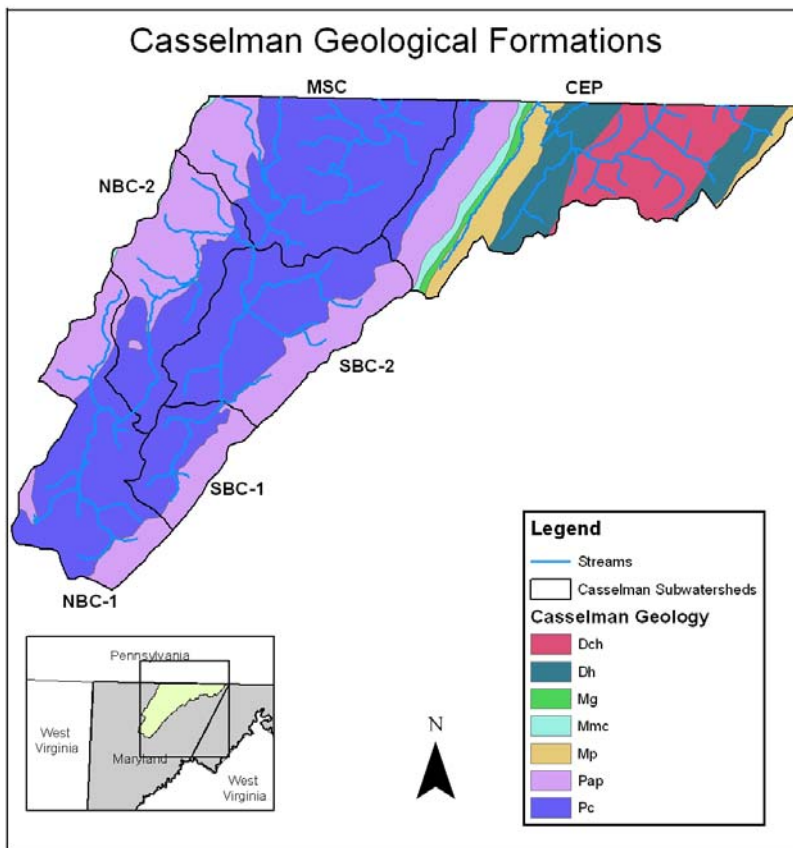 Casselman Geological Formations
MSC
CEP
NBC-2
SBC-2
SBC-1
NBC-1
Legend
Streams
Casselman Subwatersheds
Casselman Geology
Dch
Dh
Mg
Mmc
Mp
Pap
Pc
Pennsylvania
West
Virginia
Maryland
West
Virginia
N